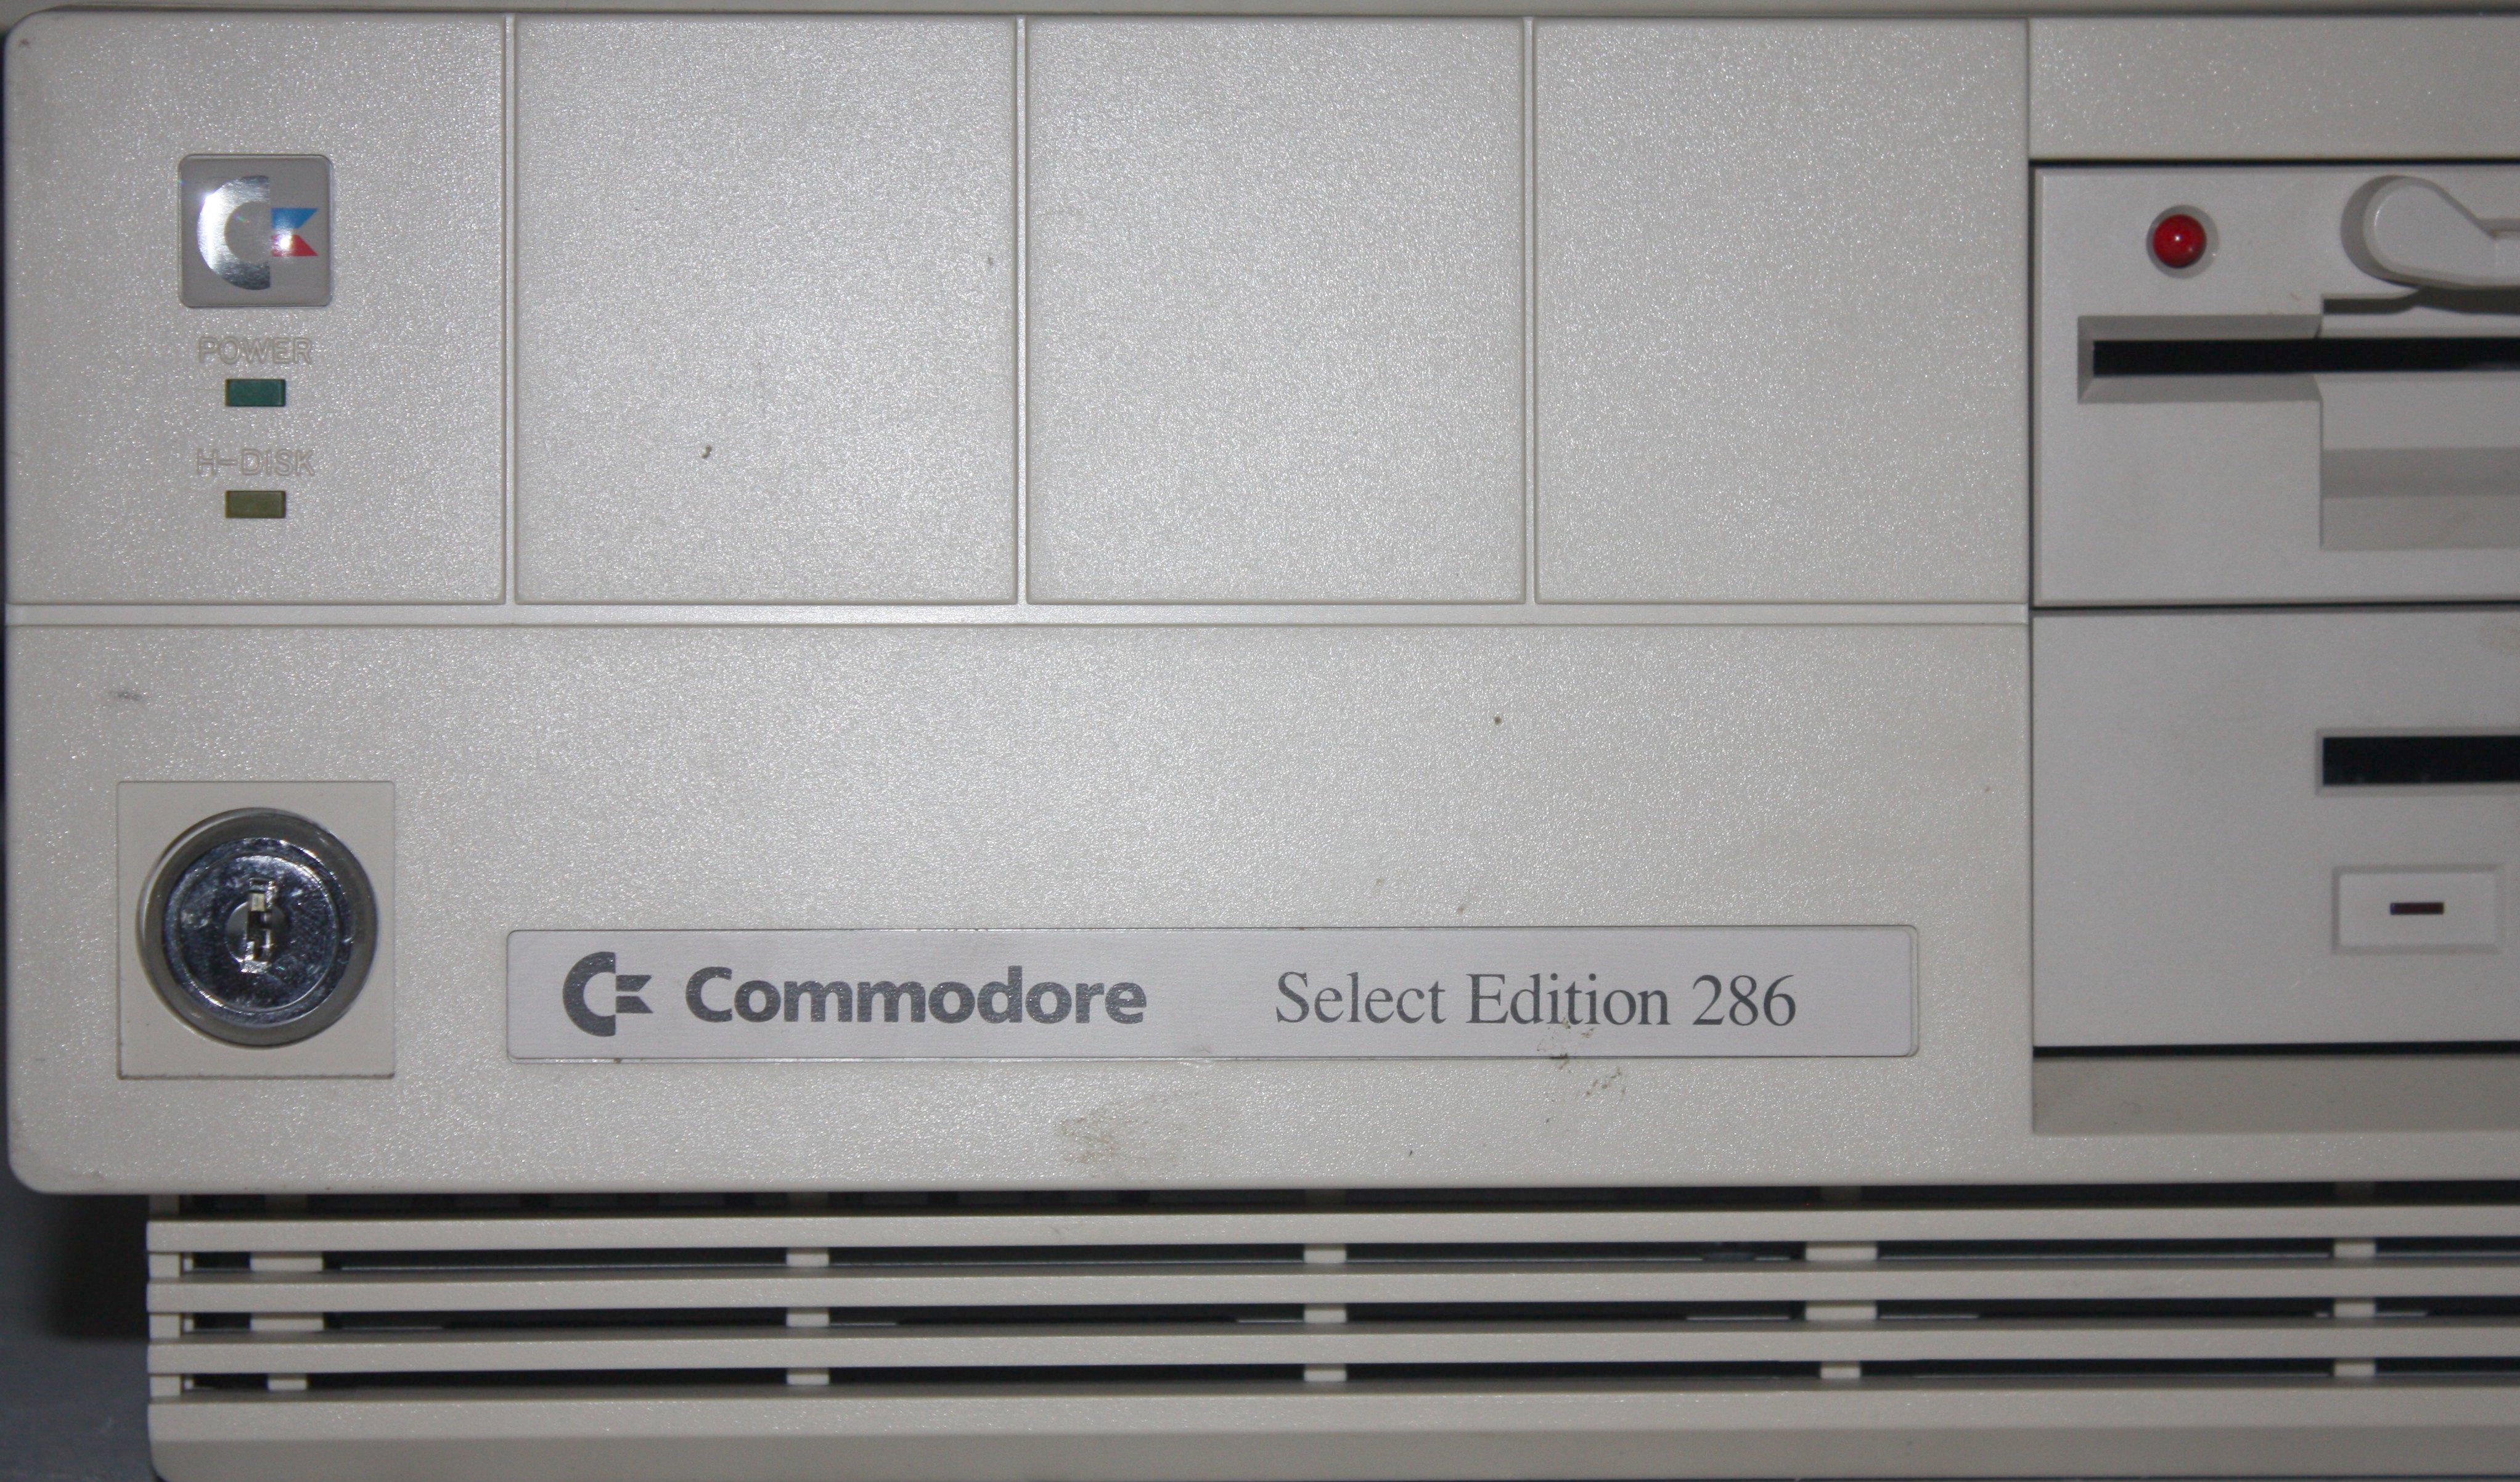 POWER
H-DISK
Commodore Select Edition 286